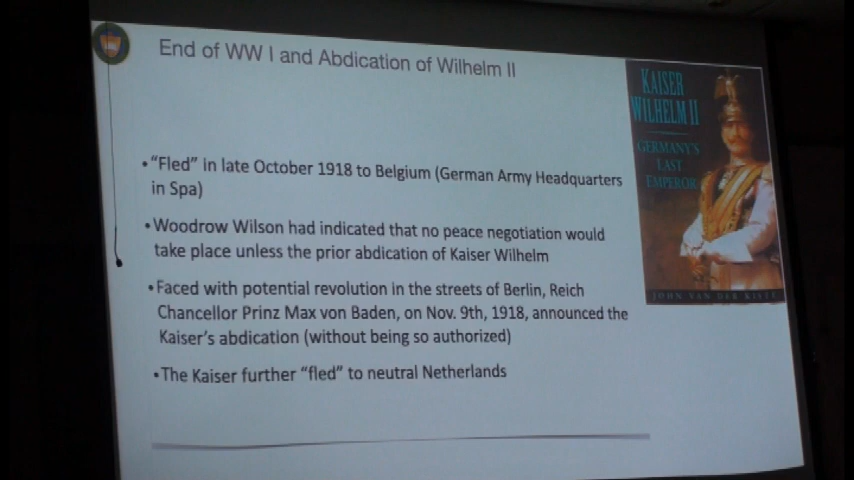 End of WW I and Abdication of Wilhelm II
•"Fled" in late October 1918 to Belgium (German Army Headquarters
in Spa)
•Woodrow Wilson had indicated that no peace negotiation would
take place unless the prior abdication of Kaiser Wilhelm
•Faced with potential revolution in the streets of Berlin, Reich
Chancellor Prinz Max von Baden, on Nov. 9th, 1918, announced the
Kaiser's abdication (without being so authorized)
•The Kaiser further "fled" to neutral Netherlands
KAISER
WILHELM II
GERMANY'S
LAST
EMPEROR
JOHN VAN DER KISTE